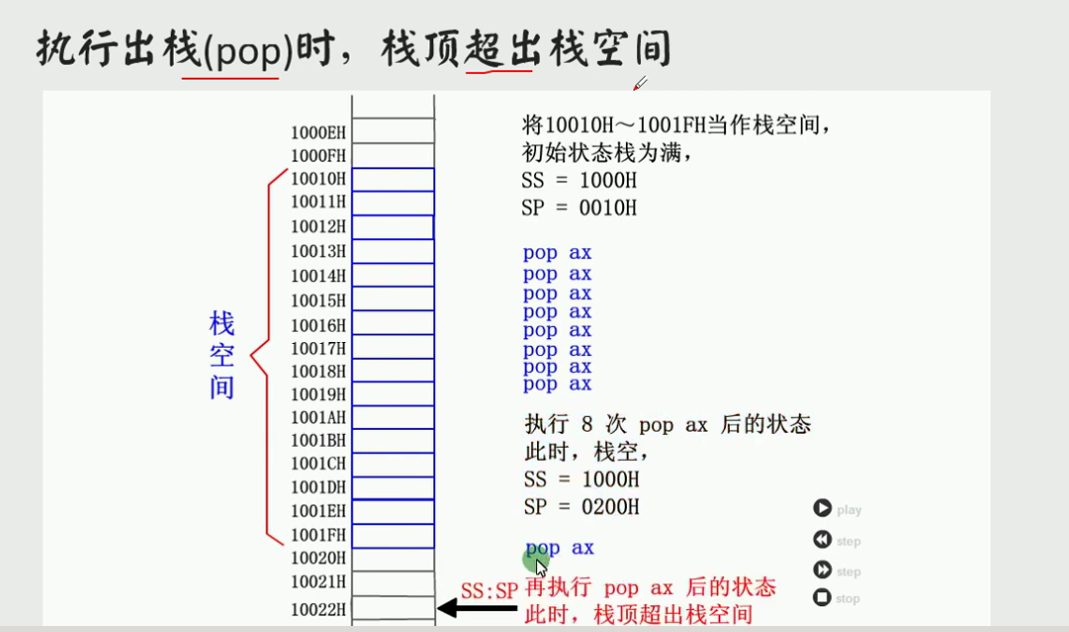 执行出栈(pop)时，栈顶超出栈空间
1000EH
1000FH
10010H
10011H
10012H
10013H
10014H
10015H
10016H
10017H
10018H
10019H
1001AH
1001BH
1001CH
1001DH
1001EH
1001FH
10020H
10021H
10022H
栈空间
将10010H～1001FH当作栈空间，
初始状态栈为满，
SS = 1000H
SP = 0010H
pop ax
pop ax
pop ax
pop ax
pop ax
pop ax
pop ax
pop ax
执行 8 次 pop ax 后的状态
此时，栈空，
SS = 1000H
SP = 0200H
pop ax
SS:SP
再执行 pop ax 后的状态
此时，栈顶超出栈空间
play
step
step
stop